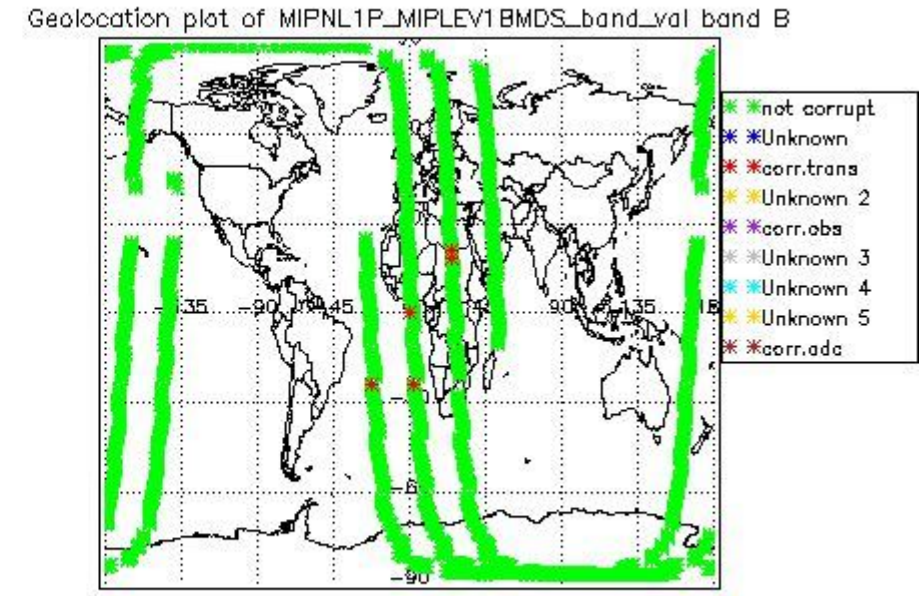 Geolocation plot of MIPNL1P_MIPLEV1BMDS_band_val band B
not corrupt
Unknown
corr.trans
Unknown 2
corr.obs
Unknown 3
Unknown 4
Unknown 5
corr.adc
-135 -90 -45 90 135
-90